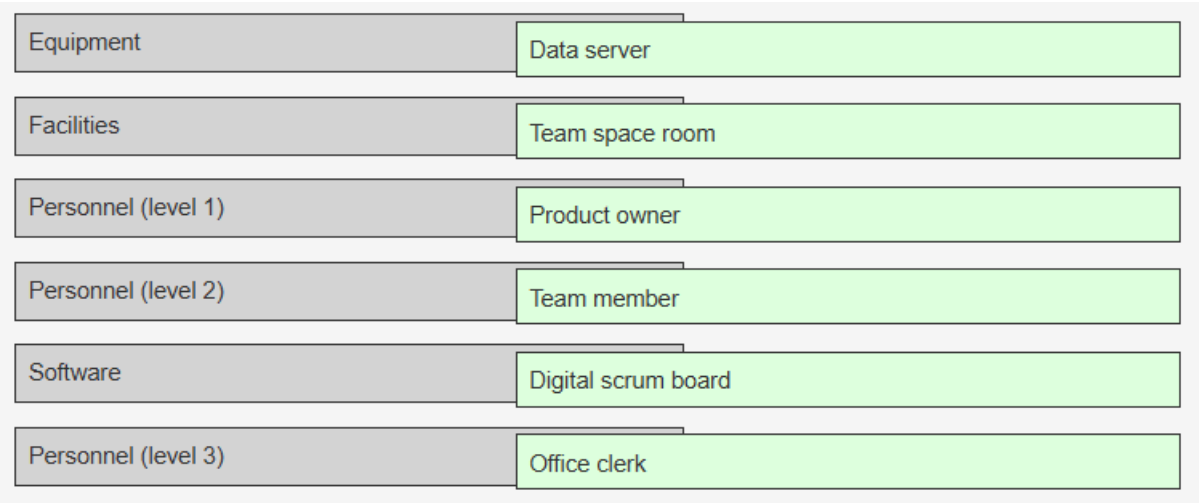 Equipment
Data server
Facilities
Team space room
Personnel (level 1)
Product owner
Personnel (level 2)
Team member
Software
Digital scrum board
Personnel (level 3)
Office clerk